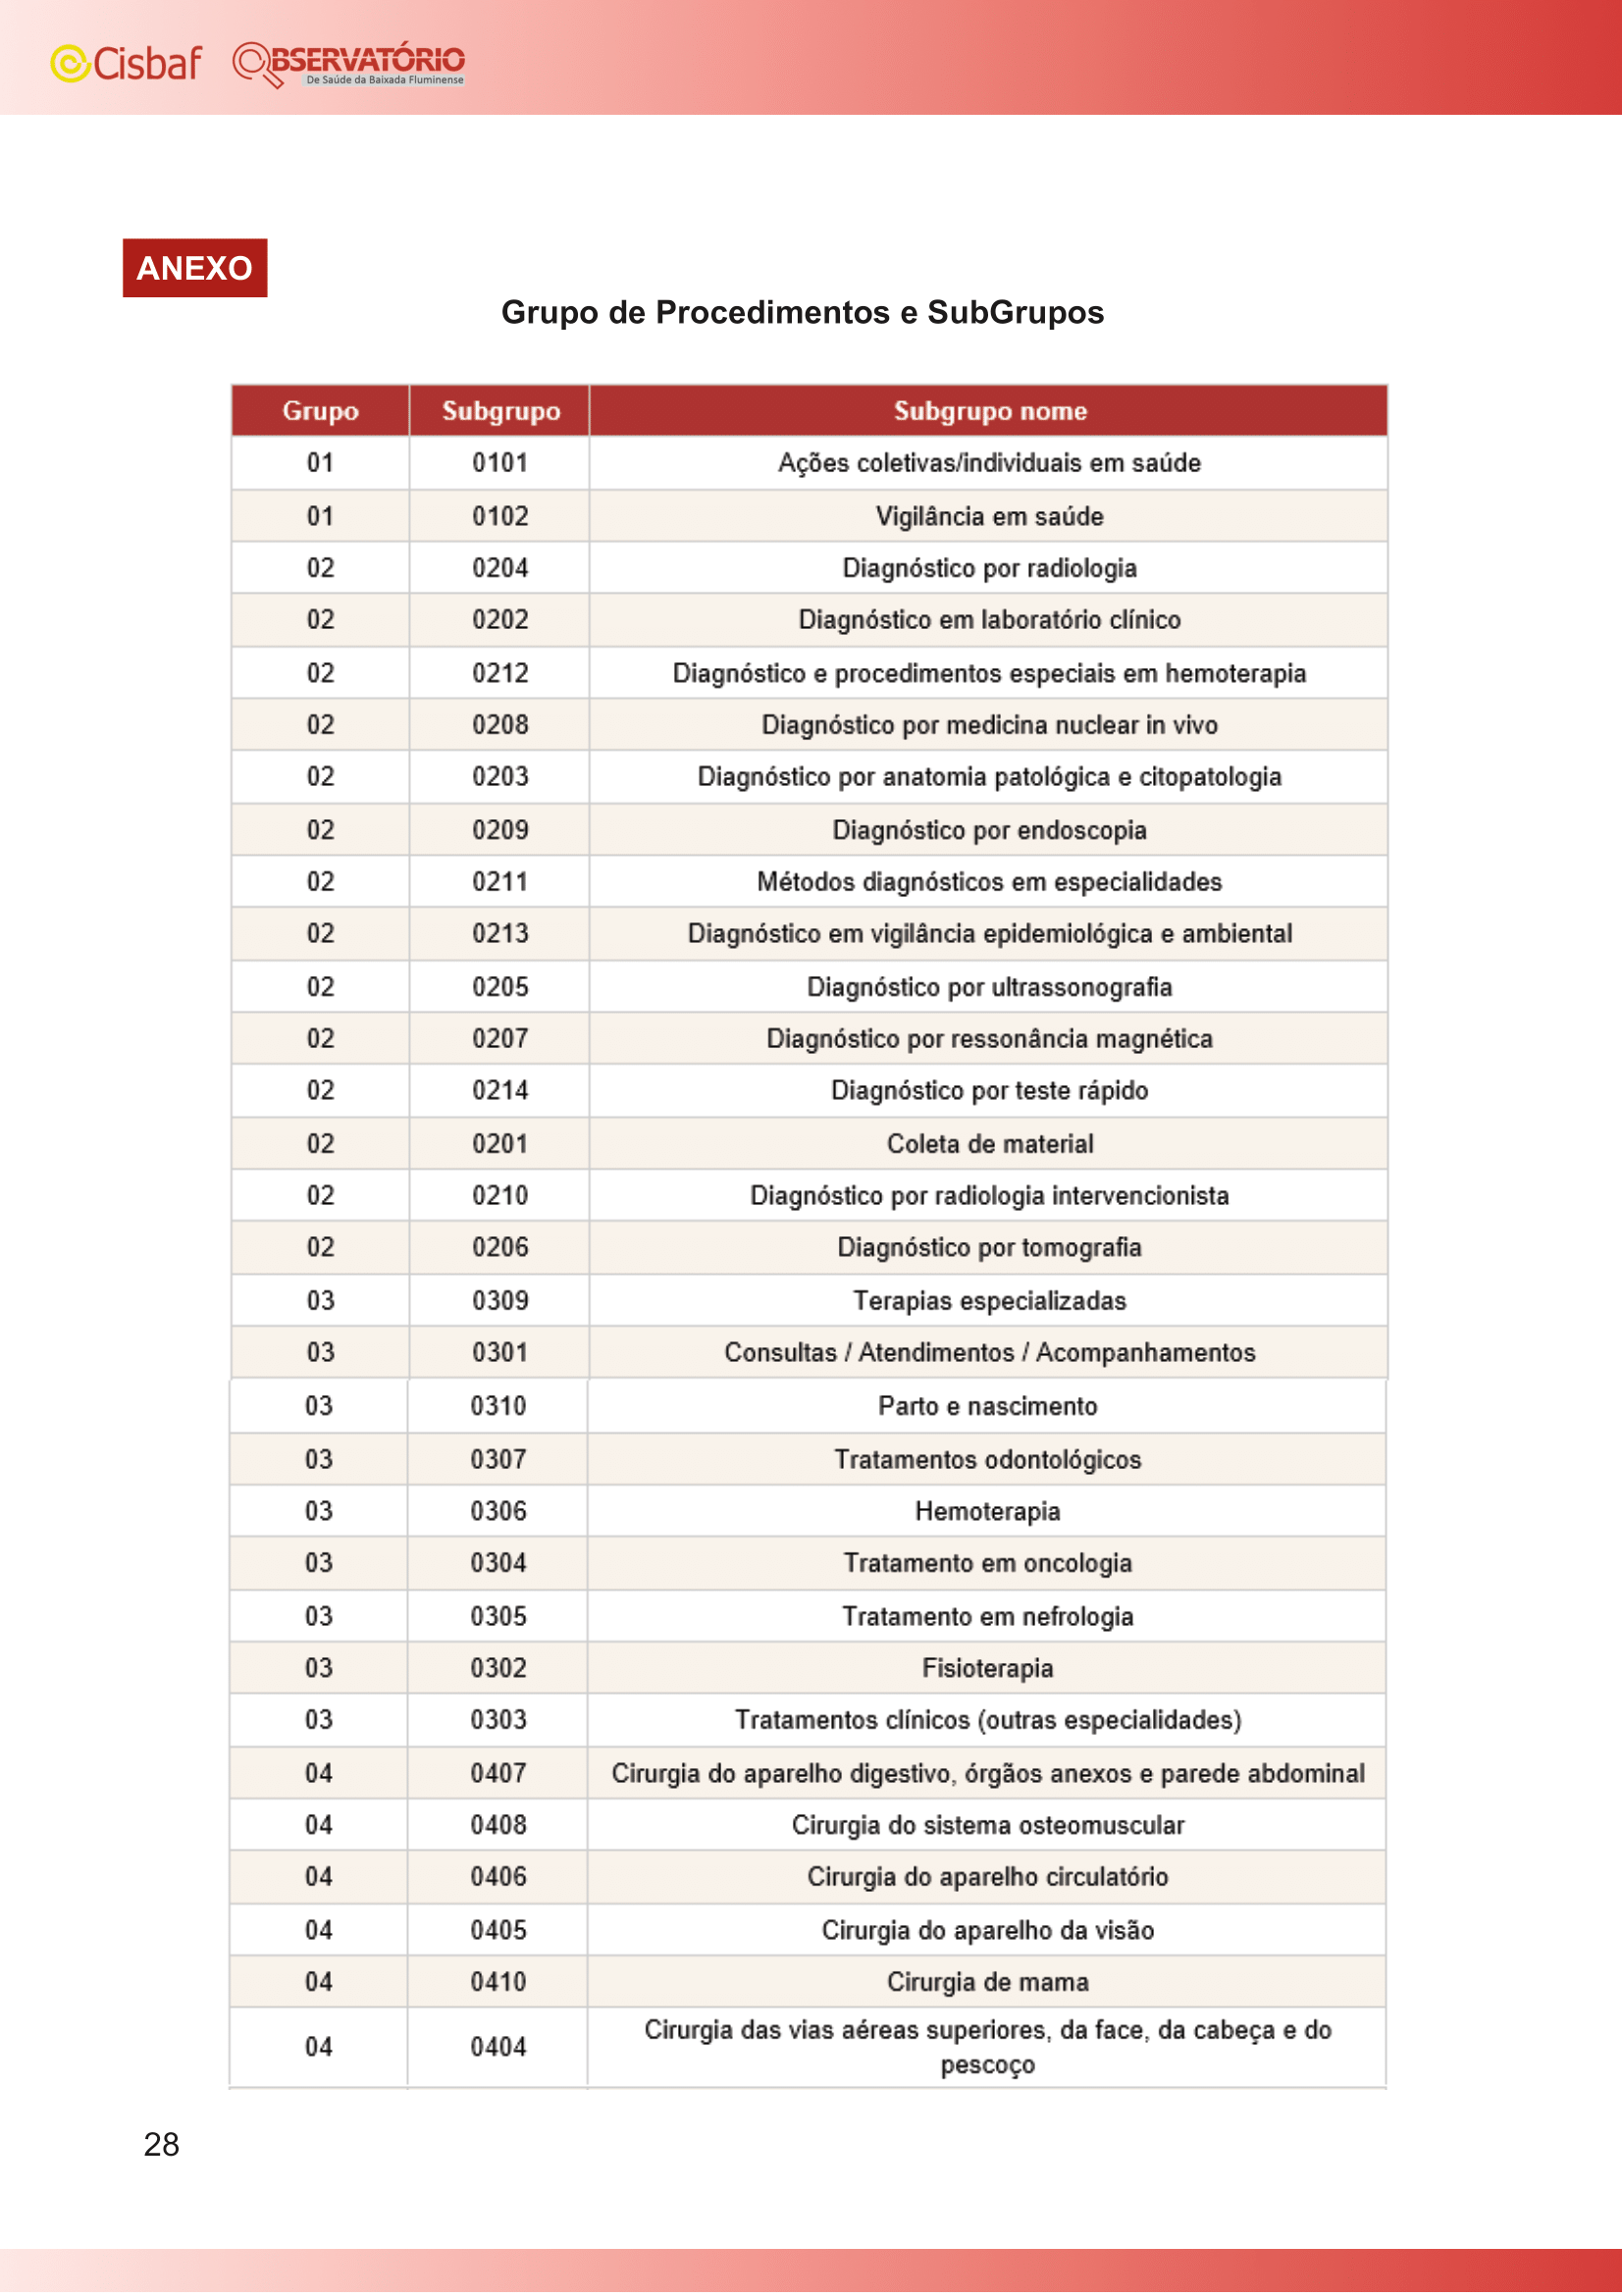 Cisbaf OBSERVATÓRIO
De Saúde da Baixada Fluminense
ANEXO
Grupo de Procedimentos e SubGrupos
Grupo Subgrupo Subgrupo nome
01 0101 Ações coletivas/individuais em saúde
01 0102 Vigilância em saúde
02 0204 Diagnóstico por radiologia
02 0202 Diagnóstico em laboratório clínico
02 0212 Diagnóstico e procedimentos especiais em hemoterapia
02 0208 Diagnóstico por medicina nuclear in vivo
02 0203 Diagnóstico por anatomia patológica e citopatologia
02 0209 Diagnóstico por endoscopia
02 0211 Métodos diagnósticos em especialidades
02 0213 Diagnóstico em vigilância epidemiológica e ambiental
02 0205 Diagnóstico por ultrassonografia
02 0207 Diagnóstico por ressonância magnética
02 0214 Diagnóstico por teste rápido
02 0201 Coleta de material
02 0210 Diagnóstico por radiologia intervencionista
02 0206 Diagnóstico por tomografia
03 0309 Terapias especializadas
03 0301 Consultas / Atendimentos / Acompanhamentos
03 0310 Parto e nascimento
03 0307 Tratamentos odontológicos
03 0306 Hemoterapia
03 0304 Tratamento em oncologia
03 0305 Tratamento em nefrologia
03 0302 Fisioterapia
03 0303 Tratamentos clínicos (outras especialidades)
04 0407 Cirurgia do aparelho digestivo, órgãos anexos e parede abdominal
04 0408 Cirurgia do sistema osteomuscular
04 0406 Cirurgia do aparelho circulatório
04 0405 Cirurgia do aparelho da visão
04 0410 Cirurgia de mama
04 0404 Cirurgia das vias aéreas superiores, da face, da cabeça e do
pescoço
28